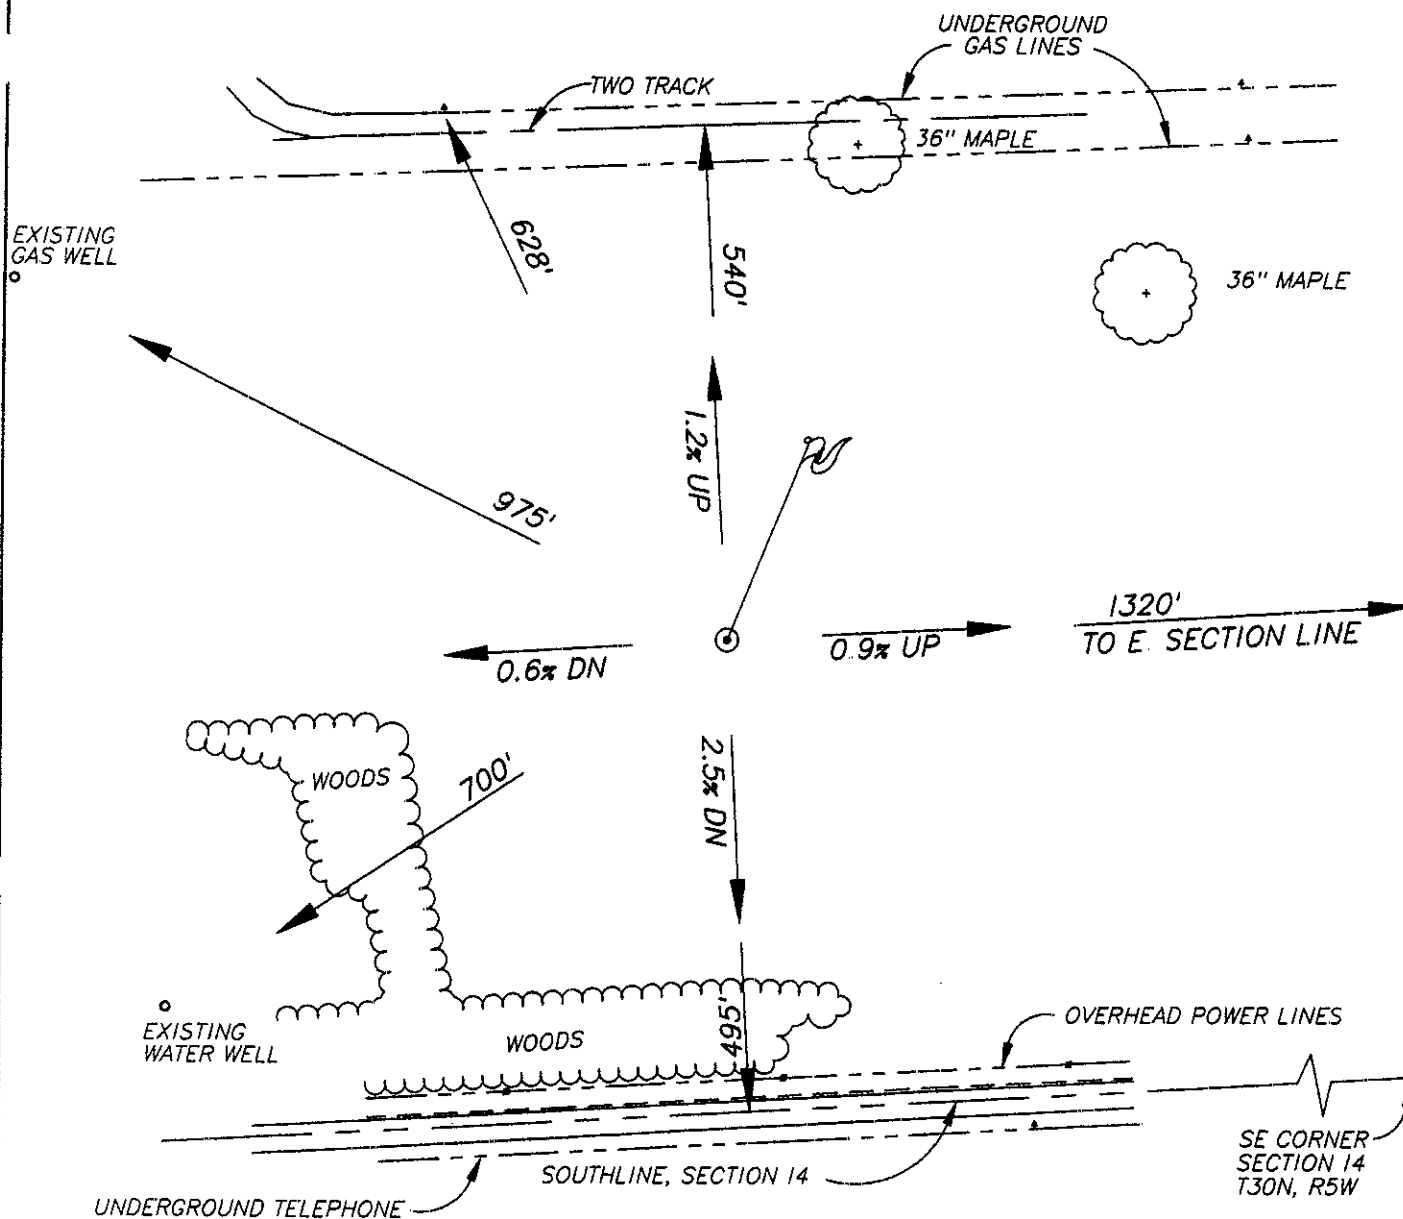 UNDERGROUND
GAS LINES
TWO TRACK
36" MAPLE
EXISTING
GAS WELL
628'
540'
36" MAPLE
1.2% UP
975'
1320'
TO E. SECTION LINE
0.6% DN
0.9% UP
WOODS
700'
2.5% DN
EXISTING
WATER WELL
WOODS
495'
OVERHEAD POWER LINES
SE CORNER
SECTION 14
T30N, R5W
SOUTHLINE, SECTION 14
UNDERGROUND TELEPHONE